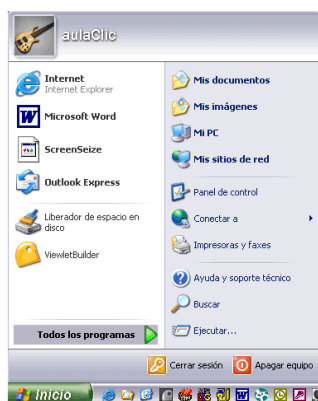 aulaClic
Internet
Internet Explorer
Microsoft Word
ScreenSeize
Outlook Express
Liberador de espacio en
disco
ViewletBuilder
Todos los programas
Mis documentos
Mis imágenes
Mi PC
Mis sitios de red
Panel de control
Conectar a
Impresoras y faxes
Ayuda y soporte técnico
Buscar
Ejecutar...
Cerrar sesión
Apagar equipo
Inicio